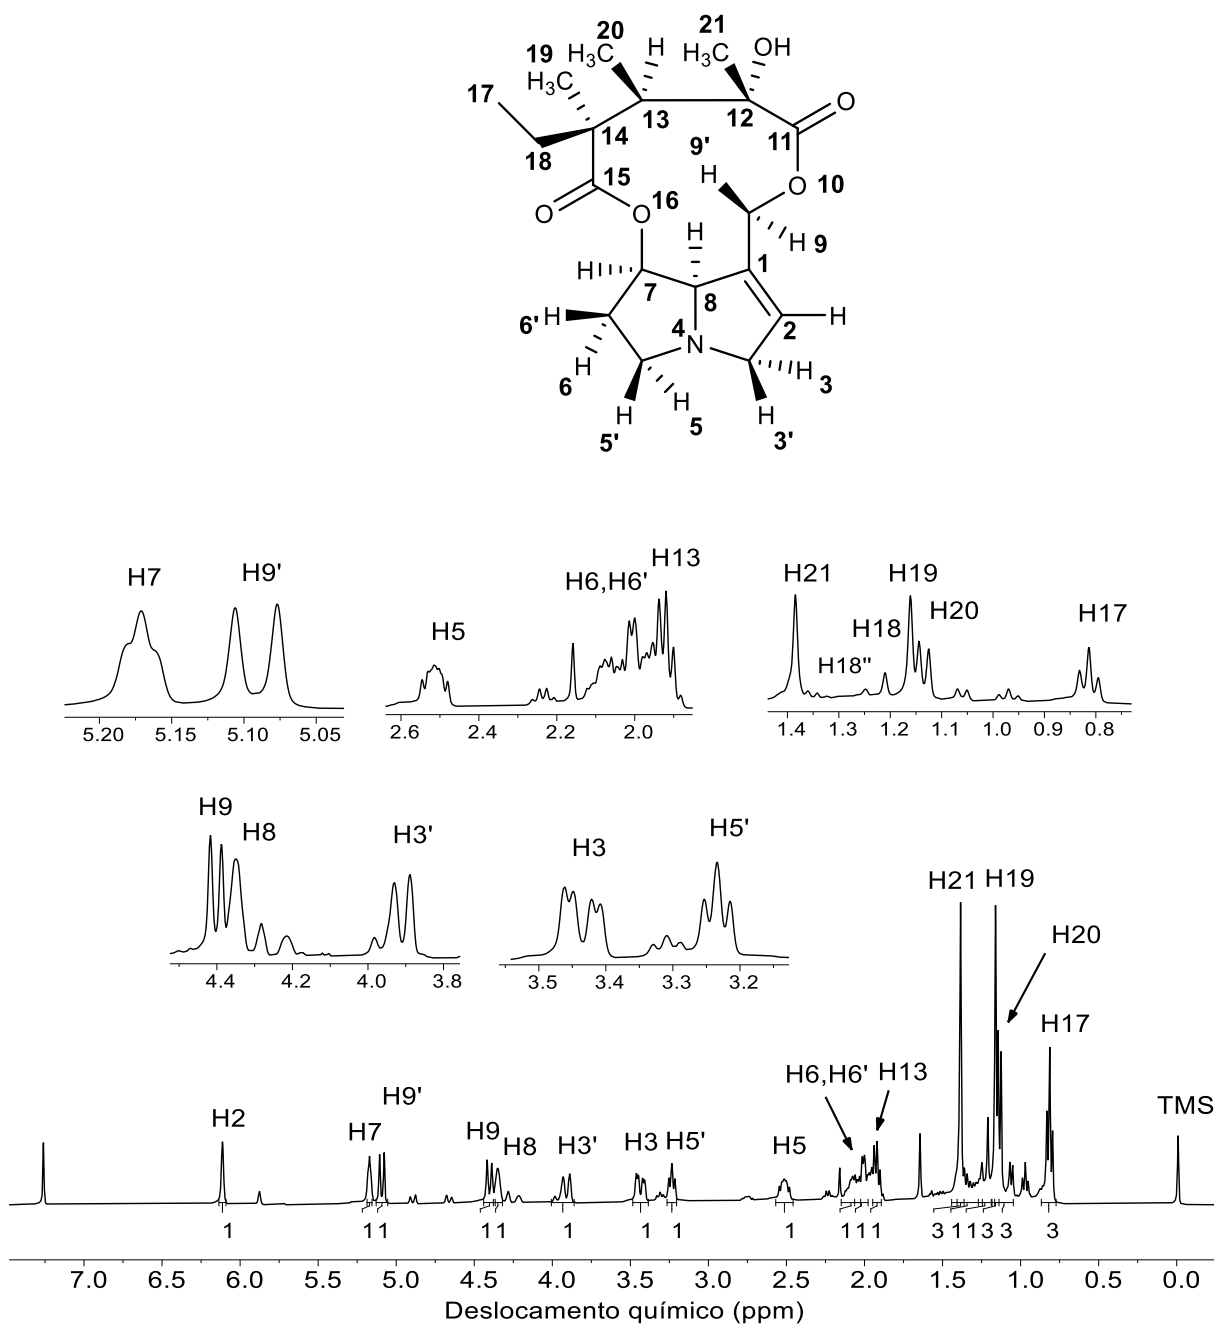 20 H 21
19 H₃C H₃C OH
17 H₃C O
13 12
14 9' 11
18 H
15 O 10
O 16
O H H 9
H 1
7 8
6' H 4 2 H
H N H 3
6 H
H H
5' 5 3'
H7 H9' H5 H6,H6' H13 H21 H18 H18" H19 H20 H17
5.20 5.15 5.10 5.05 2.6 2.4 2.2 2.0 1.4 1.3 1.2 1.1 1.0 0.9 0.8
H9 H8 H3' H3 H5'
4.4 4.2 4.0 3.8 3.5 3.4 3.3 3.2
H21 H19
H20
H17
H6,H6' H13
H2 H7 H9' H9 H8 H3' H3 H5' H5 TMS
1 1 1 1 1 1 1 1 1 1 1 1 3 1 1 3 3 3
7.0 6.5 6.0 5.5 5.0 4.5 4.0 3.5 3.0 2.5 2.0 1.5 1.0 0.5 0.0
Deslocamento químico (ppm)